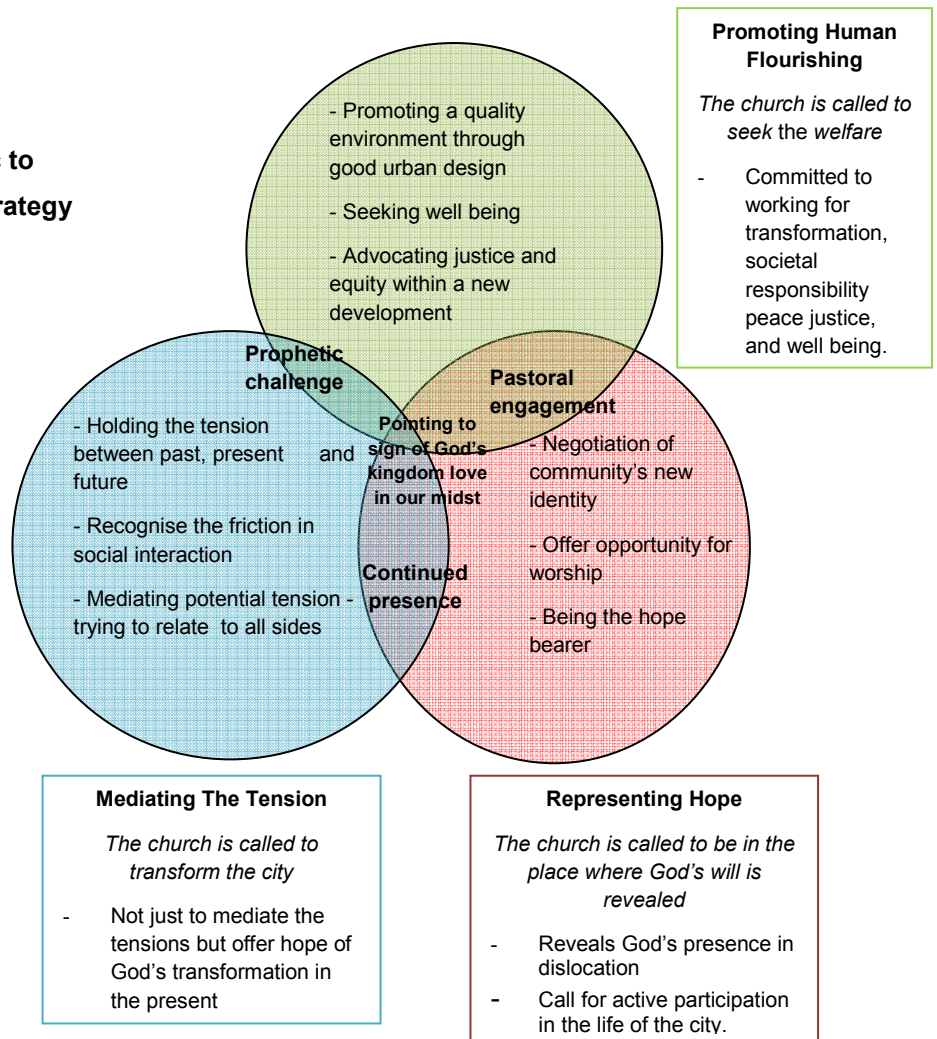 Promoting Human
Flourishing
The church is called to
seek the welfare
- Committed to
working for
transformation,
societal
responsibility
peace justice,
and well being.
to
- Promoting a quality
environment through
good urban design
- Seeking well being
- Advocating justice and
equity within a new
development
Prophetic
challenge
Pastoral
engagement
Pointing to
sign of God's
kingdom love
in our midst
Continued
presence
- Holding the tension
between past, present and
future
- Recognise the friction in
social interaction
- Mediating potential tension -
trying to relate to all sides
- Negotiation of
community's new
identity
- Offer opportunity for
worship
- Being the hope
bearer
Mediating The Tension
The church is called to
transform the city
- Not just to mediate the
tensions but offer hope of
God's transformation in
the present
Representing Hope
The church is called to be in the
place where God's will is
revealed
- Reveals God's presence in
dislocation
- Call for active participation
in the life of the city.